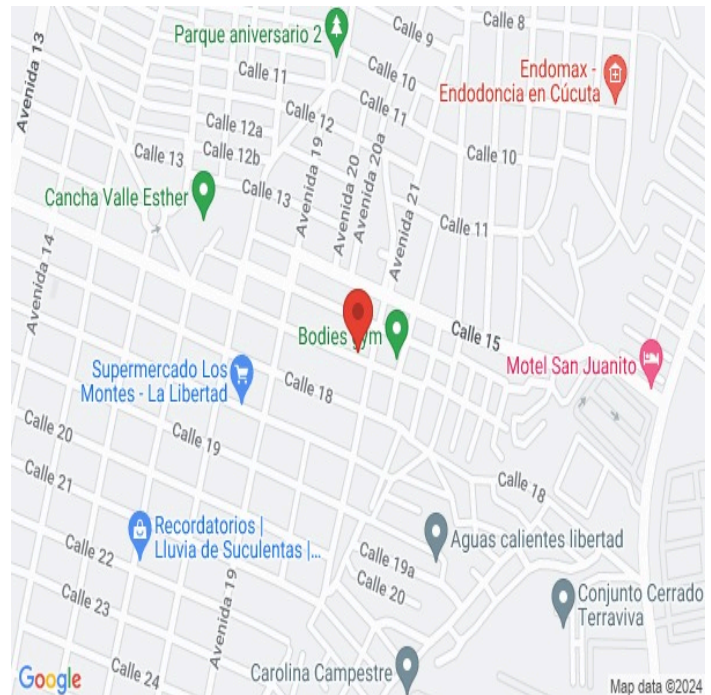 Calle 8
Parque aniversario 2
Calle 9
Avenida 13
Calle 11
Calle 10
Endomax -
Endodoncia en Cúcuta
Calle 12
Calle 11
Calle 12a
Calle 12b
Calle 13
Avenida 19
Avenida 20
Avenida 20a
Calle 10
Cancha Valle Esther
Calle 13
Avenida 21
Calle 11
Avenida 14
Calle 15
Bodies gym
Motel San Juanito
Supermercado Los
Montes - La Libertad
Calle 18
Calle 20
Calle 19
Calle 21
Calle 18
Recordatorios |
Lluvia de Suculentas |...
Aguas calientes libertad
Calle 22
Calle 19a
Avenida 19
Calle 20
Calle 23
Conjunto Cerrado
Terraviva
Calle 24
Carolina Campestre
Google
Map data ©2024